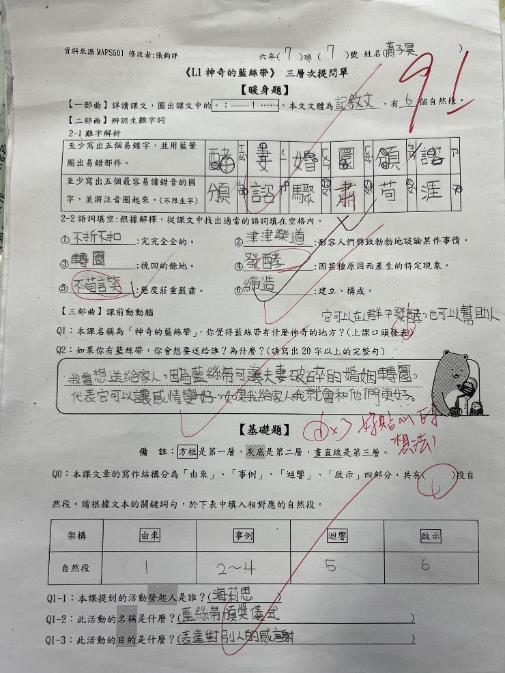 資料來源 MAPS501 修改者:張鈞評 六年(7)班(7)號 姓名(蕭子昊)
91
《L1 神奇的藍絲帶》 三層次提問單
【暖身題】
【一部曲】詳讀課文,圈出課文中的。;——!……。本文文體為記敘文,有6個自然段。
【二部曲】辨認生難字詞
2-1 難字解析
至少寫出五個易錯字,並用藍筆圈出易錯部件。 酵 妻 婚 圜 頒 諮
至少寫出五個最容易讀錯音的國字,並將注音圈起來。(不限生字) 頒 諮 驟 肅 苟 涯
2-2 語詞填空:根據解釋,從課文中找出適當的語詞填在空格內。
①不折不扣:完完全全的。 ②津津樂道:形容人們興致勃勃地談論某件事情。
③轉圜:挽回的餘地。 ④發酵:因某種原因而產生的特定現象。
⑤不苟言笑:態度莊重嚴肅。 ⑥締造:建立、構成。
【三部曲】課前動動腦 它可以在人群中發酵,也可以幫助人
Q1:本課名稱為「神奇的藍絲帶」,你覺得藍絲帶有什麼神奇的地方?(上課口頭發表)
Q2:如果你有藍絲帶,你會想要送給誰?為什麼?(請寫出 20 字以上的完整句)
我會想送給家人,因為藍絲帶可讓夫妻破碎的婚姻轉圜,
代表它可以讓感情變好,如果我給家人我就會和他們更好。
【基礎題】
好貼心的想法!
備 註:方框是第一層、灰底是第二層、畫直線是第三層。
Q0:本課文章的寫作結構分為「由來」、「事例」、「迴響」、「啟示」四部分,共有(6)段自
然段。請根據文本的關鍵詞句,於下表中填入相對應的自然段。
架構 由來 事例 迴響 啟示
自然段 1 2～4 5 6
Q1-1:本課提到的活動發起人是誰?(海莉思)
Q1-2:此活動的名稱是什麼?(藍絲帶頒獎儀式)
Q1-3:此活動的目的是什麼?(表達對別人的感謝)